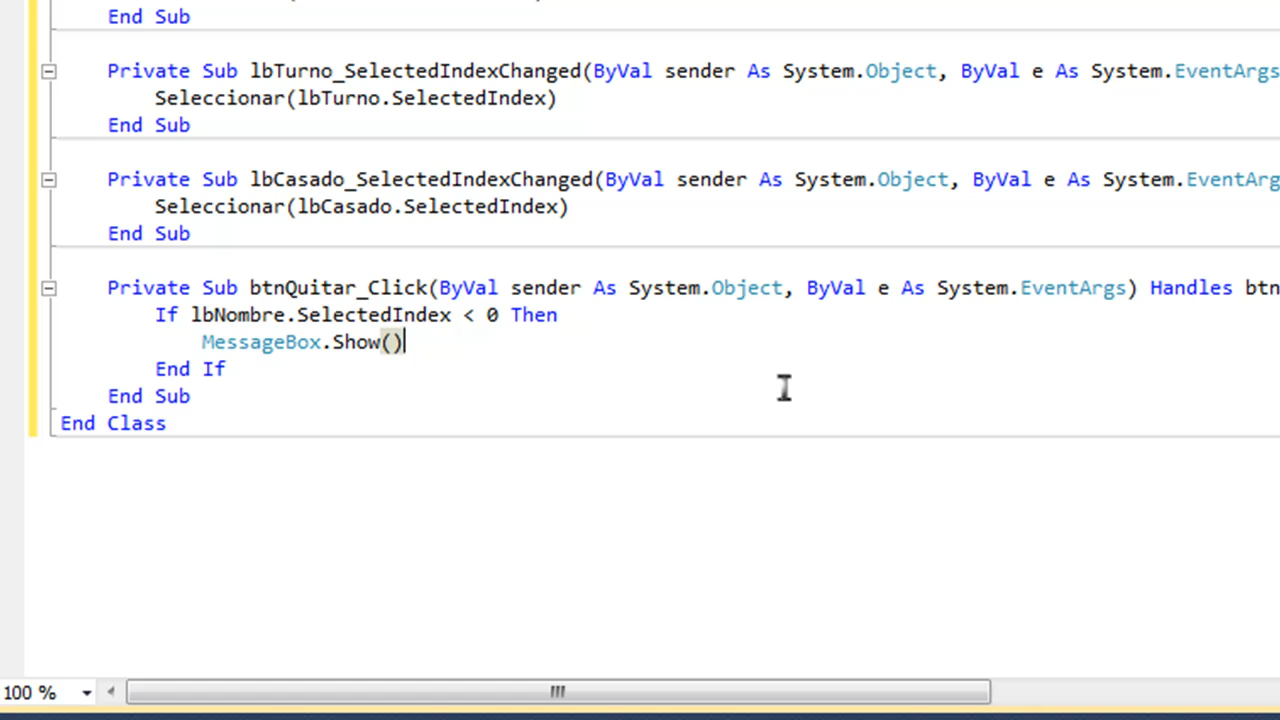 End Sub
Private Sub lbTurno_SelectedIndexChanged(ByVal sender As System.Object, ByVal e As System.EventArgs
Seleccionar(lbTurno.SelectedIndex)
End Sub
Private Sub lbCasado_SelectedIndexChanged(ByVal sender As System.Object, ByVal e As System.EventArg
Seleccionar(lbCasado.SelectedIndex)
End Sub
Private Sub btnQuitar_Click(ByVal sender As System.Object, ByVal e As System.EventArgs) Handles btn
If lbNombre.SelectedIndex < 0 Then
MessageBox.Show()
End If
End Sub
End Class
100 %